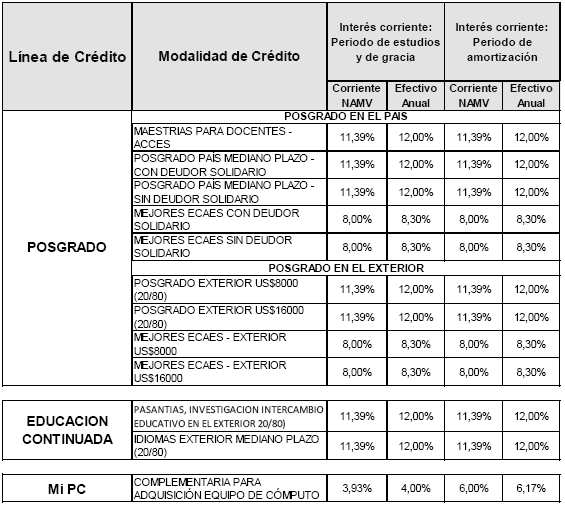 Línea de Crédito
Modalidad de Crédito
Interés corriente:
Periodo de estudios
y de gracia
Interés corriente:
Periodo de
amortización
Corriente
NAMV
Efectivo
Anual
Corriente
NAMV
Efectivo
Anual
POSGRADO
POSGRADO EN EL PAIS
MAESTRIAS PARA DOCENTES -
ACCES
11,39% 12,00% 11,39% 12,00%
POSGRADO PAÍS MEDIANO PLAZO -
CON DEUDOR SOLIDARIO
11,39% 12,00% 11,39% 12,00%
POSGRADO PAÍS MEDIANO PLAZO -
SIN DEUDOR SOLIDARIO
11,39% 12,00% 11,39% 12,00%
MEJORES ECAES CON DEUDOR
SOLIDARIO
8,00% 8,30% 8,00% 8,30%
MEJORES ECAES SIN DEUDOR
SOLIDARIO
8,00% 8,30% 8,00% 8,30%
POSGRADO EN EL EXTERIOR
POSGRADO EXTERIOR US$8000
(20/80)
11,39% 12,00% 11,39% 12,00%
POSGRADO EXTERIOR US$16000
(20/80)
11,39% 12,00% 11,39% 12,00%
MEJORES ECAES - EXTERIOR
US$8000
8,00% 8,30% 8,00% 8,30%
MEJORES ECAES - EXTERIOR
US$16000
8,00% 8,30% 8,00% 8,30%
EDUCACION
CONTINUADA
PASANTIAS, INVESTIGACION INTERCAMBIO
EDUCATIVO EN EL EXTERIOR 20/80)
11,39% 12,00% 11,39% 12,00%
IDIOMAS EXTERIOR MEDIANO PLAZO
(20/80)
11,39% 12,00% 11,39% 12,00%
Mi PC
COMPLEMENTARIA PARA
ADQUISICIÓN EQUIPO DE CÓMPUTO
3,93% 4,00% 6,00% 6,17%